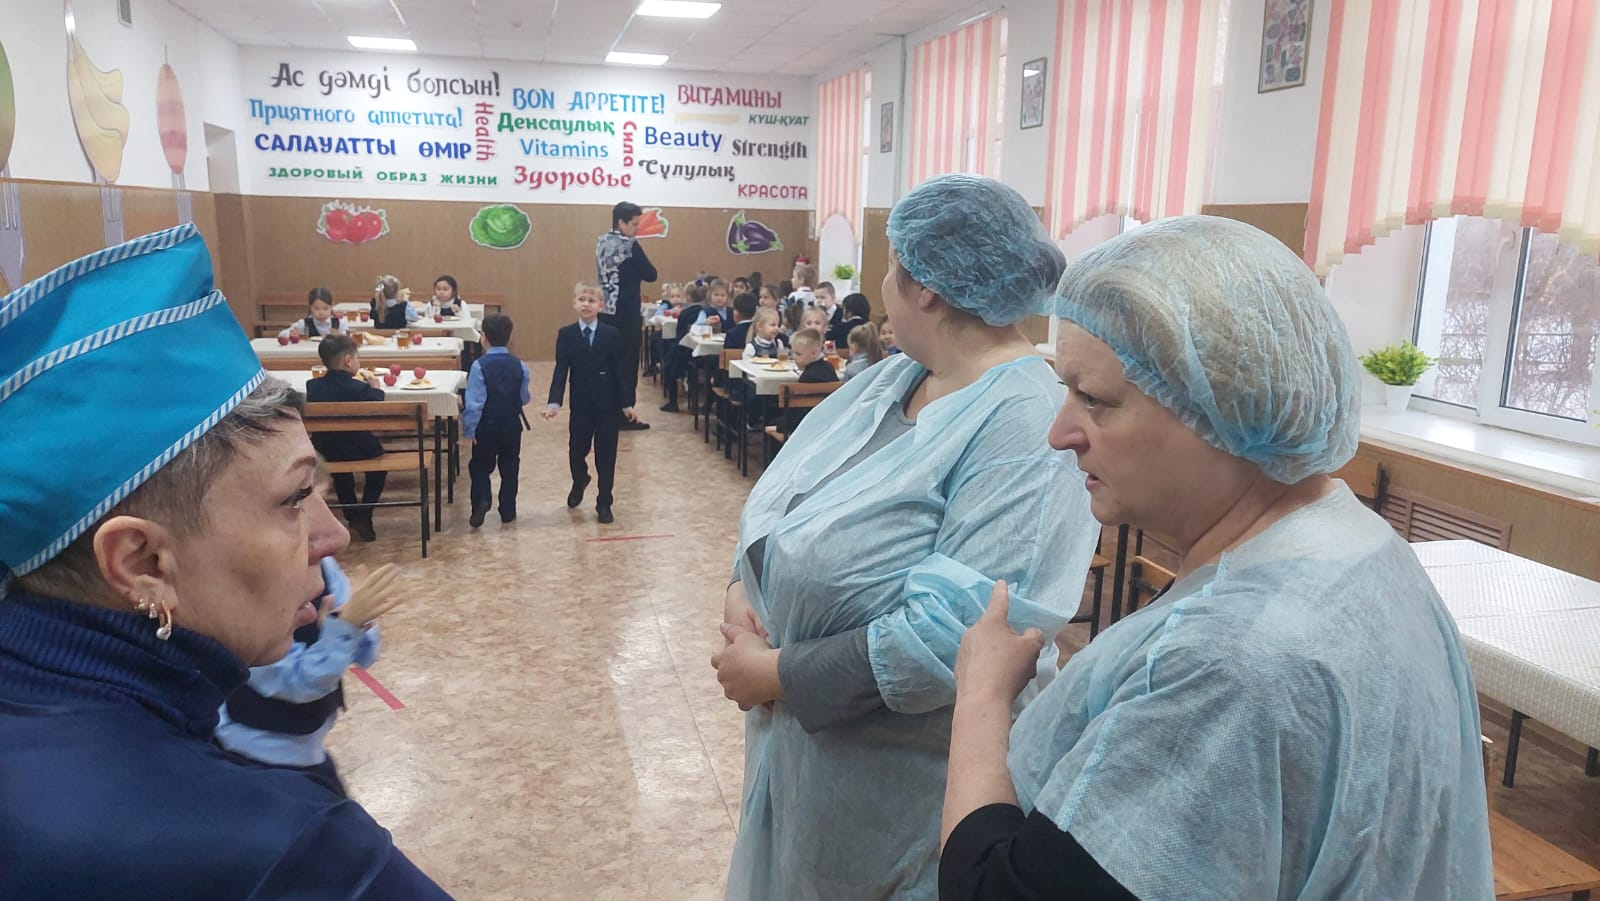 Ас дәмді болсын!
Приятного аппетита!
САЛАУАТТЫ ӨМІР
ЗДОРОВЫЙ ОБРАЗ ЖИЗНИ
Health
BON APPETITE!
Денсаулық
Vitamins
Здоровье
Сила
ВИТАМИНЫ
КҮШ-ҚУАТ
Beauty
Strength
Сұлулық
КРАСОТА